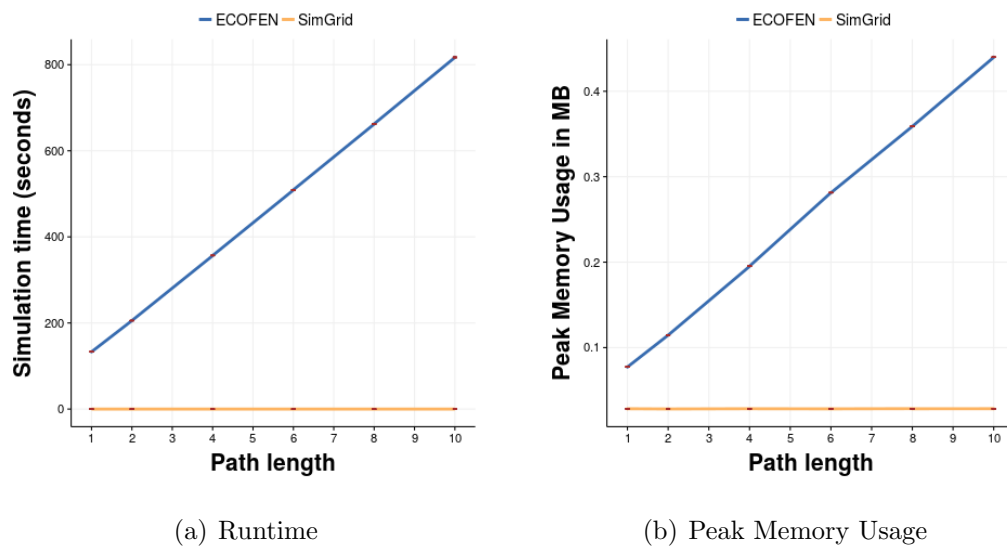 ECOFEN SimGrid
800
600
400
200
0
Simulation time (seconds)
1 2 3 4 5 6 7 8 9 10
Path length
(a) Runtime
ECOFEN SimGrid
0.4
0.3
0.2
0.1
Peak Memory Usage in MB
1 2 3 4 5 6 7 8 9 10
Path length
(b) Peak Memory Usage